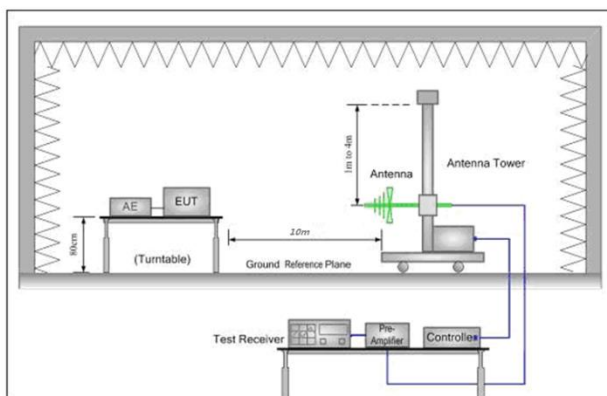 1m to 4m
Antenna
Antenna Tower
AE
EUT
80cm
(Turntable)
10m
Ground Reference Plane
Test Receiver
Pre-
Amplifier
Controller